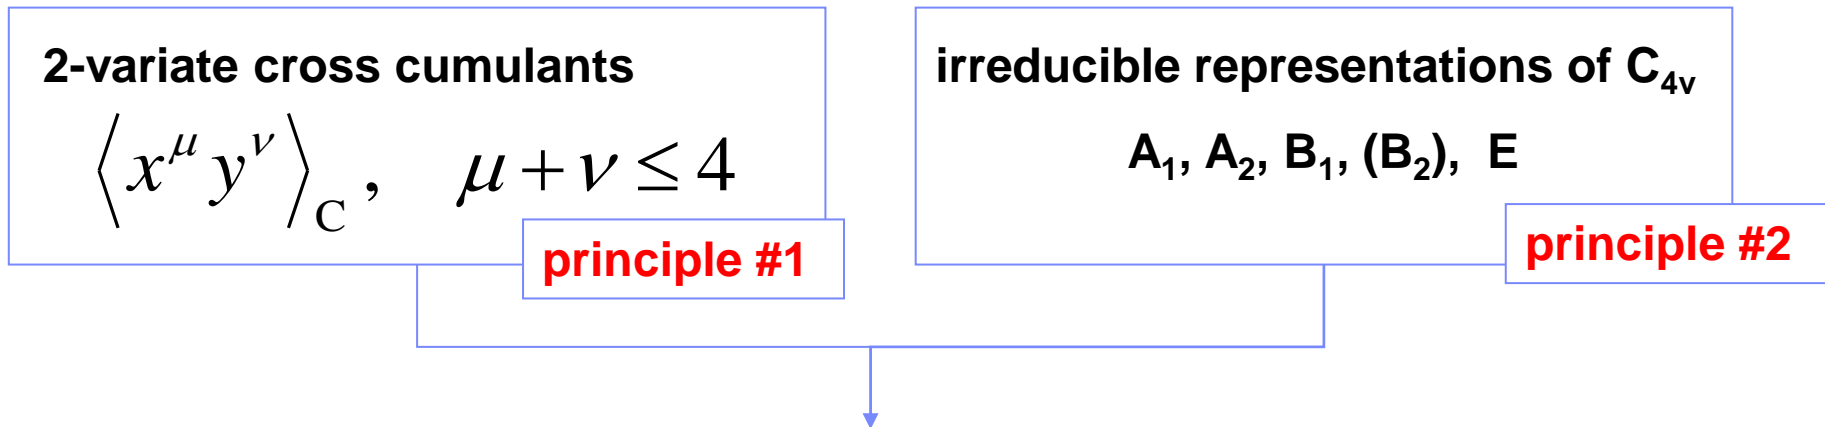 2-variate cross cumulants
⟨x^μ y^ν⟩_C , μ + ν ≤ 4
principle #1
irreducible representations of C_4v
A_1, A_2, B_1, (B_2), E
principle #2